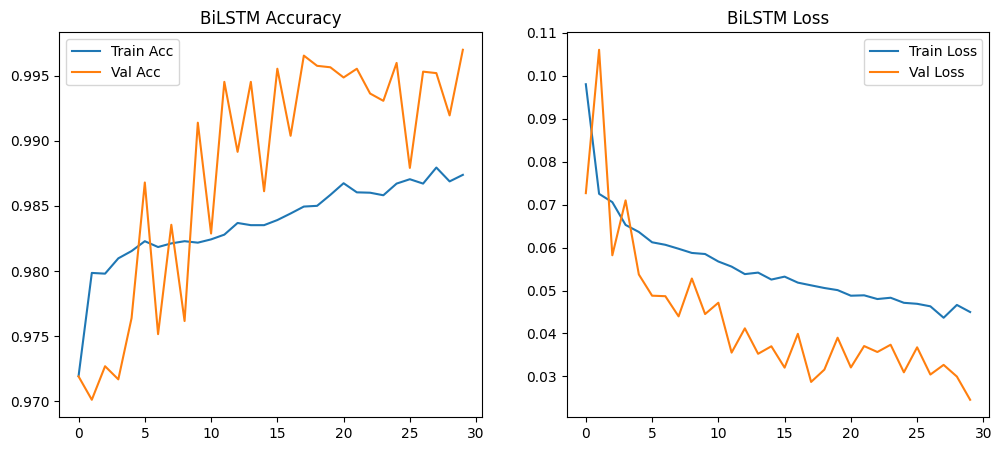 BiLSTM Accuracy
Train Acc
Val Acc
0.995
0.990
0.985
0.980
0.975
0.970
0 5 10 15 20 25 30
BiLSTM Loss
Train Loss
Val Loss
0.11
0.10
0.09
0.08
0.07
0.06
0.05
0.04
0.03
0 5 10 15 20 25 30